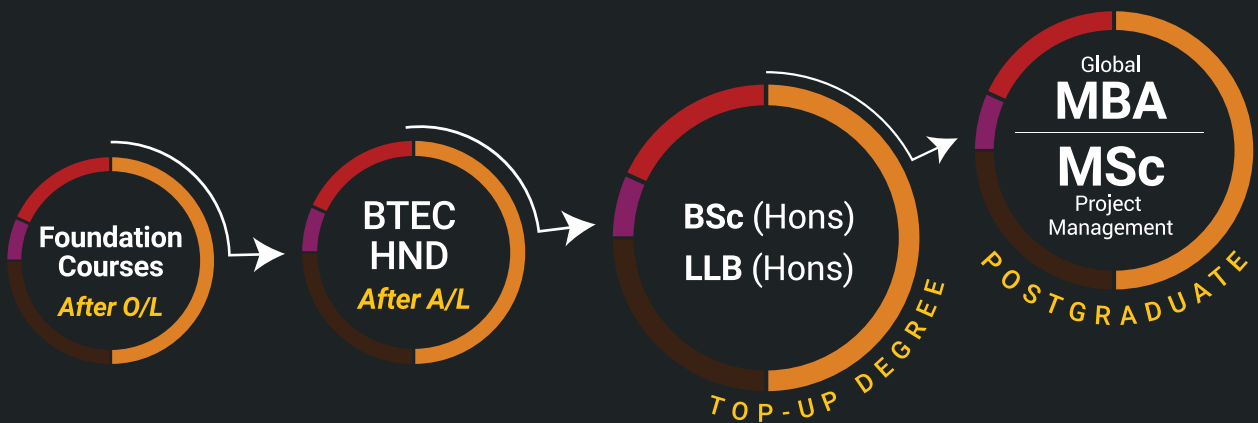 Foundation
Courses
After O/L
BTEC
HND
After A/L
BSc (Hons)
LLB (Hons)
TOP-UP DEGREE
Global
MBA
MSc
Project
Management
POSTGRADUATE